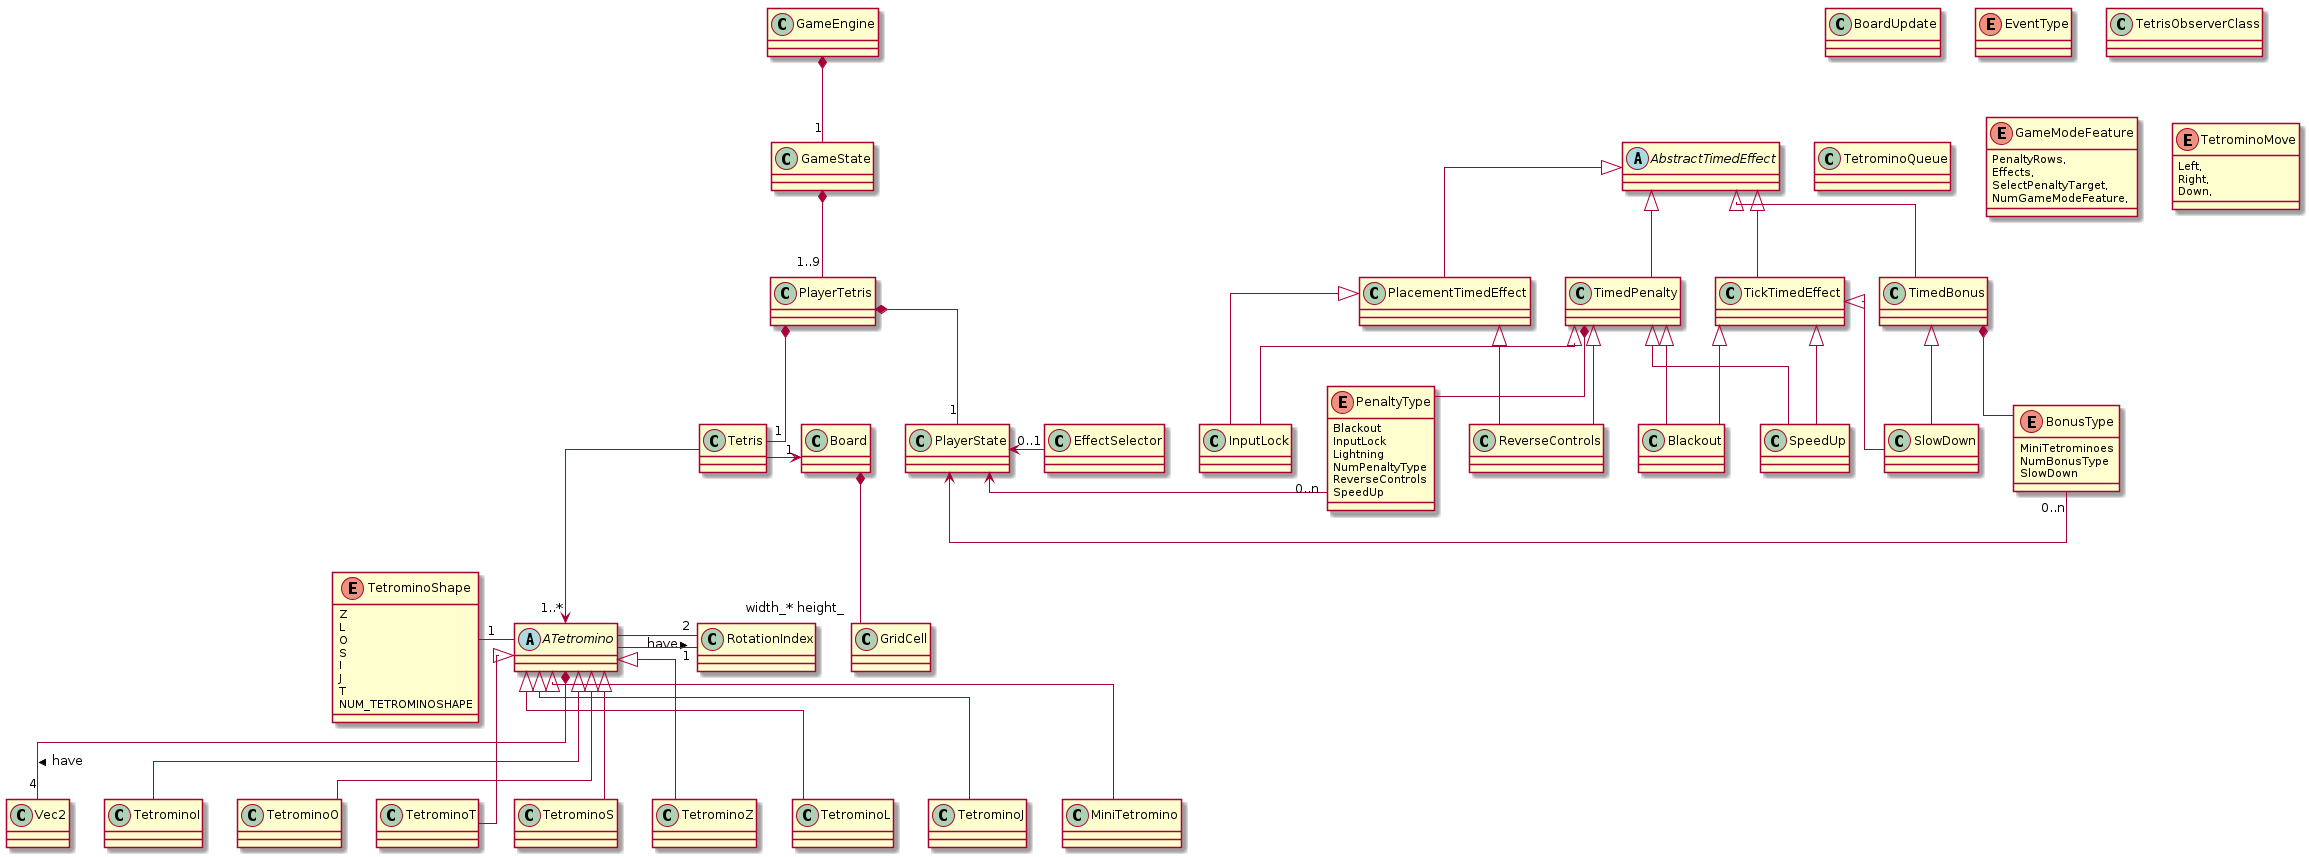 C GameEngine
C BoardUpdate
E EventType
C TetrisObserverClass
1
C GameState
A AbstractTimedEffect
C TetrominoQueue
E GameModeFeature
PenaltyRows,
Effects,
SelectPenaltyTarget,
NumGameModeFeature,
E TetrominoMove
Left,
Right,
Down,
1..9
C PlayerTetris
C PlacementTimedEffect
C TimedPenalty
C TickTimedEffect
C TimedBonus
1
1
C Tetris
1
C Board
C PlayerState
0..1
C EffectSelector
C InputLock
E PenaltyType
Blackout
InputLock
Lightning
NumPenaltyType
ReverseControls
SpeedUp
0..n
C ReverseControls
C Blackout
C SpeedUp
C SlowDown
E BonusType
MiniTetrominoes
NumBonusType
SlowDown
0..n
E TetrominoShape
Z
L
O
S
I
J
T
NUM_TETROMINOSHAPE
1
1..*
A ATetromino
2
have
1
C RotationIndex
width_* height_
C GridCell
have
4
C Vec2
C TetrominoI
C TetrominoO
C TetrominoT
C TetrominoS
C TetrominoZ
C TetrominoL
C TetrominoJ
C MiniTetromino